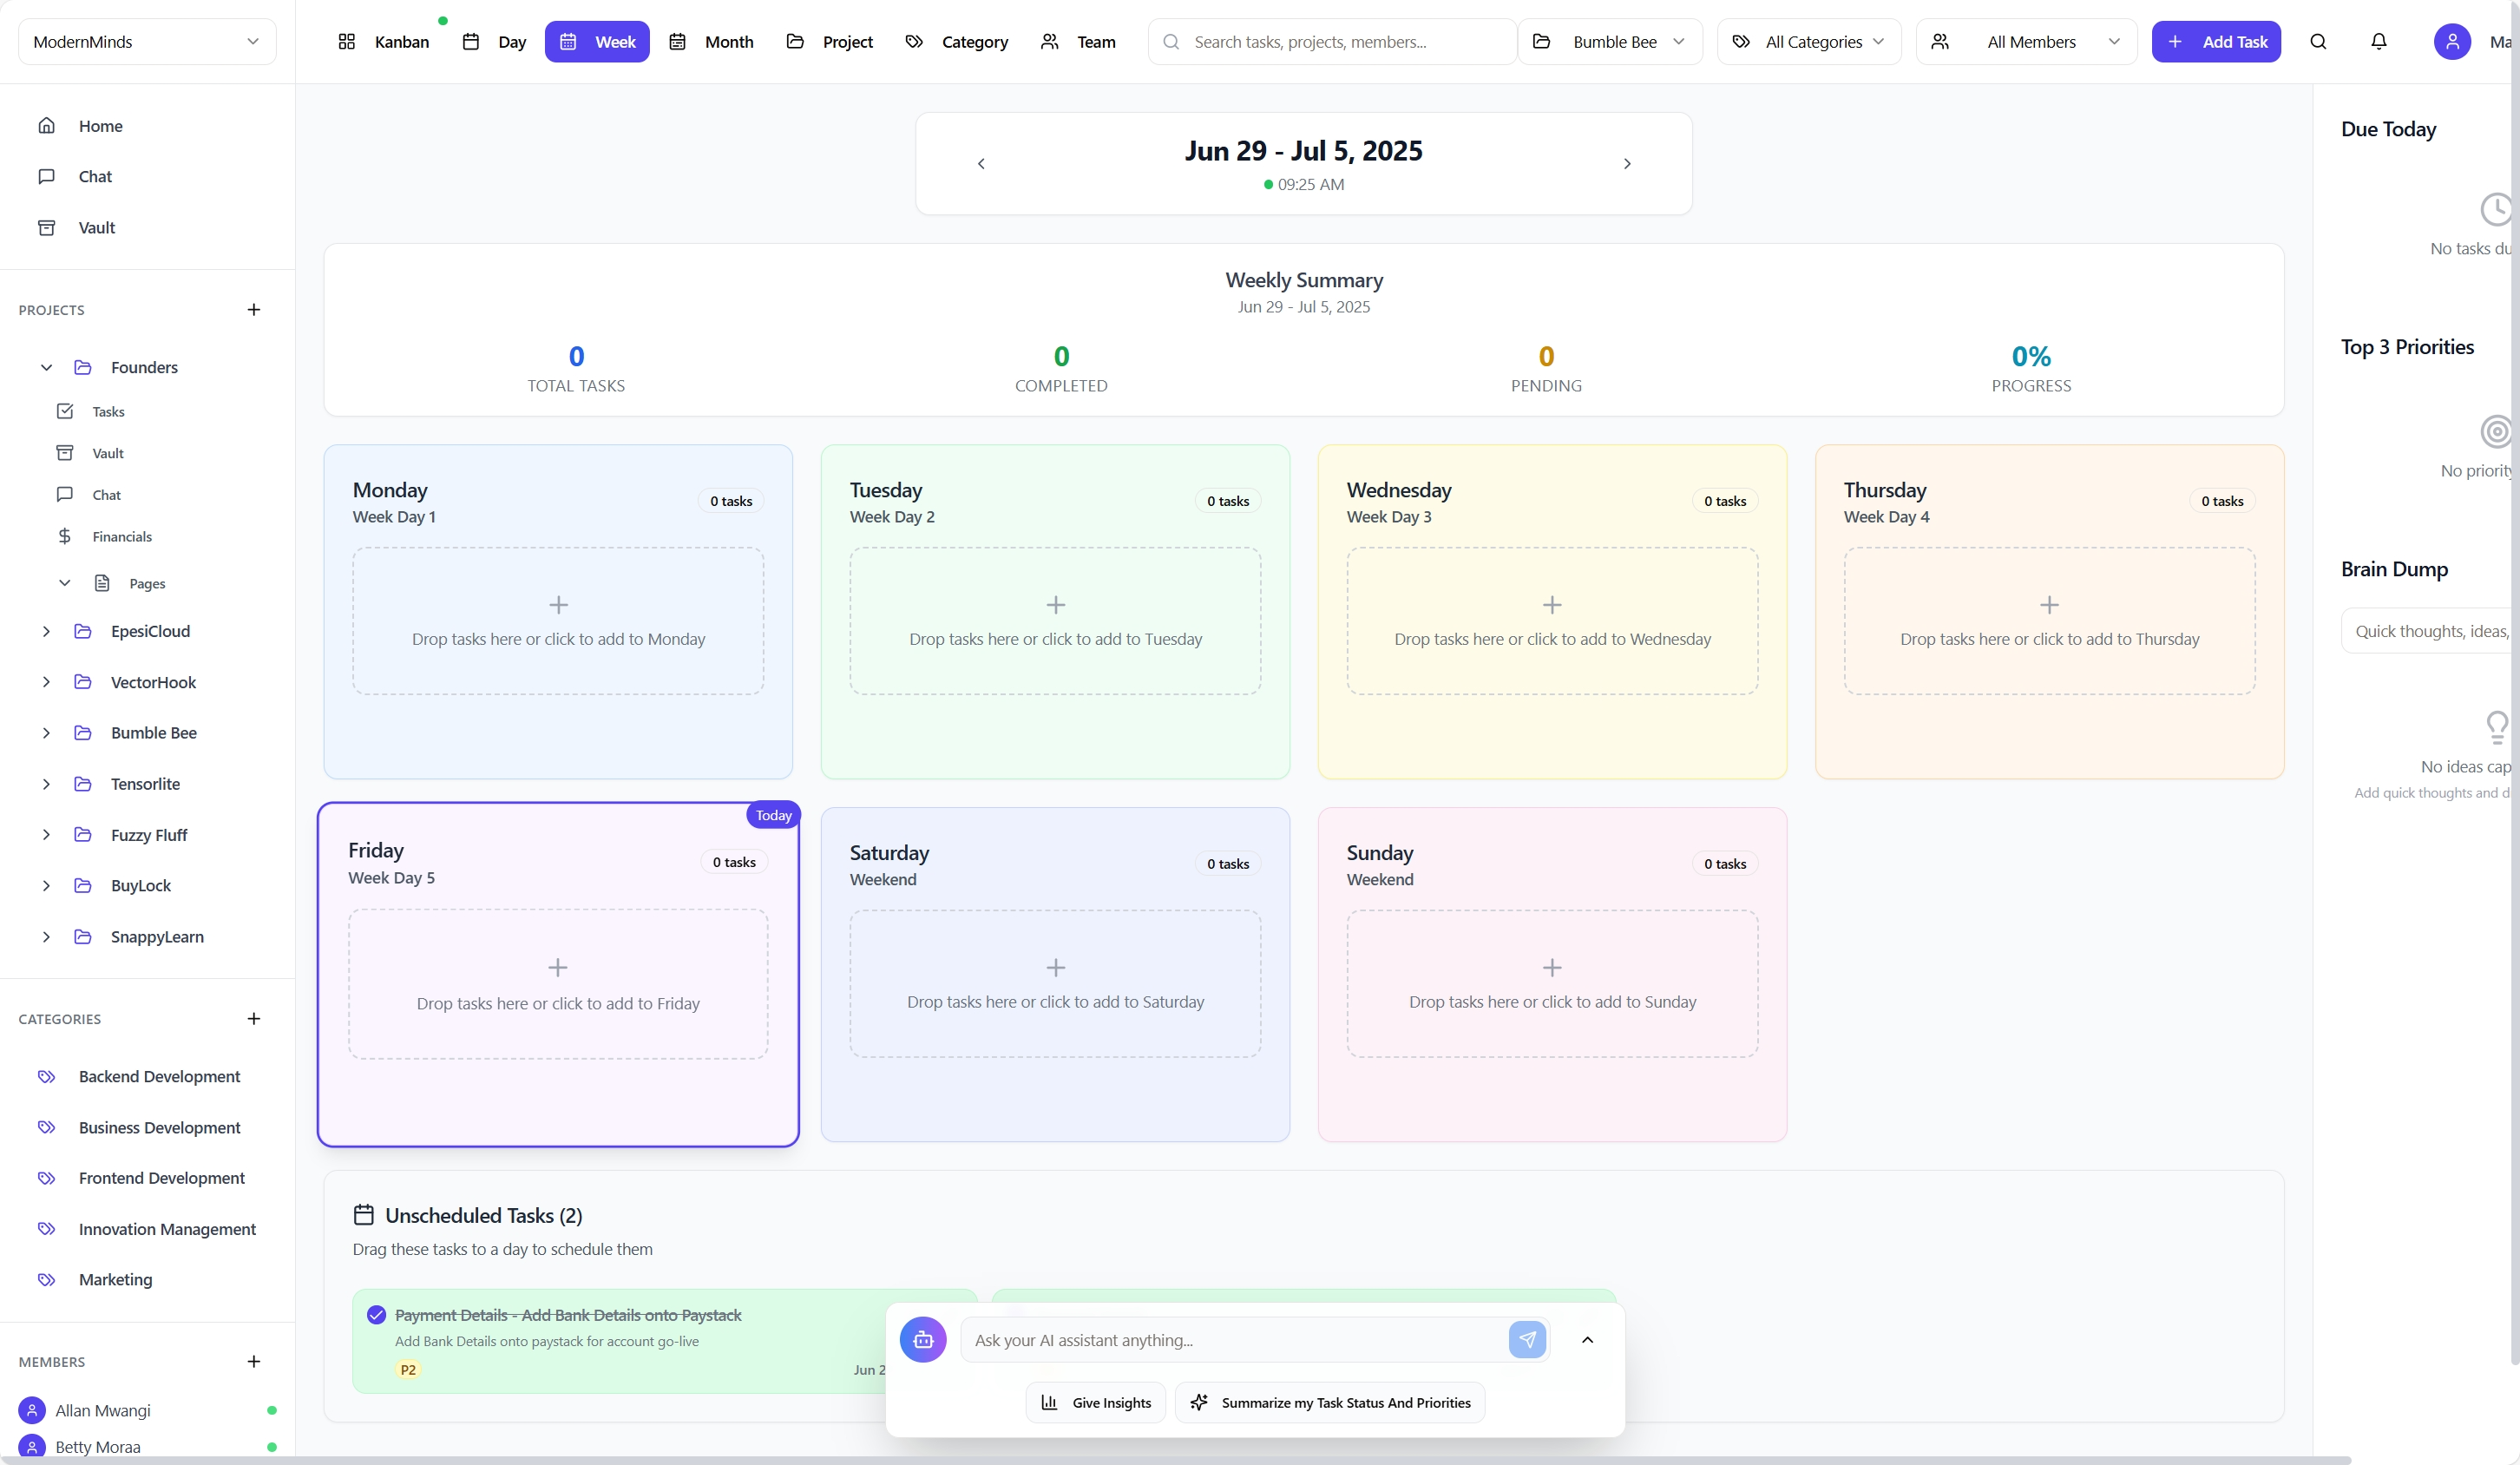 ModernMinds
Kanban
Day
Week
Month
Project
Category
Team
Search tasks, projects, members...
Bumble Bee
All Categories
All Members
Add Task
Home
Chat
Vault
PROJECTS
Founders
Tasks
Vault
Chat
Financials
Pages
EpesiCloud
VectorHook
Bumble Bee
Tensorlite
Fuzzy Fluff
BuyLock
SnappyLearn
CATEGORIES
Backend Development
Business Development
Frontend Development
Innovation Management
Marketing
MEMBERS
Allan Mwangi
Betty Moraa
Jun 29 - Jul 5, 2025
09:25 AM
Weekly Summary
Jun 29 - Jul 5, 2025
0
TOTAL TASKS
0
COMPLETED
0
PENDING
0%
PROGRESS
Monday
Week Day 1
0 tasks
Drop tasks here or click to add to Monday
Tuesday
Week Day 2
0 tasks
Drop tasks here or click to add to Tuesday
Wednesday
Week Day 3
0 tasks
Drop tasks here or click to add to Wednesday
Thursday
Week Day 4
0 tasks
Drop tasks here or click to add to Thursday
Today
Friday
Week Day 5
0 tasks
Drop tasks here or click to add to Friday
Saturday
Weekend
0 tasks
Drop tasks here or click to add to Saturday
Sunday
Weekend
0 tasks
Drop tasks here or click to add to Sunday
Unscheduled Tasks (2)
Drag these tasks to a day to schedule them
Payment Details - Add Bank Details onto Paystack
Add Bank Details onto paystack for account go-live
P2
Jun 2
Ask your AI assistant anything...
Give Insights
Summarize my Task Status And Priorities
Due Today
No tasks du
Top 3 Priorities
No priority
Brain Dump
Quick thoughts, ideas,
No ideas cap
Add quick thoughts and d